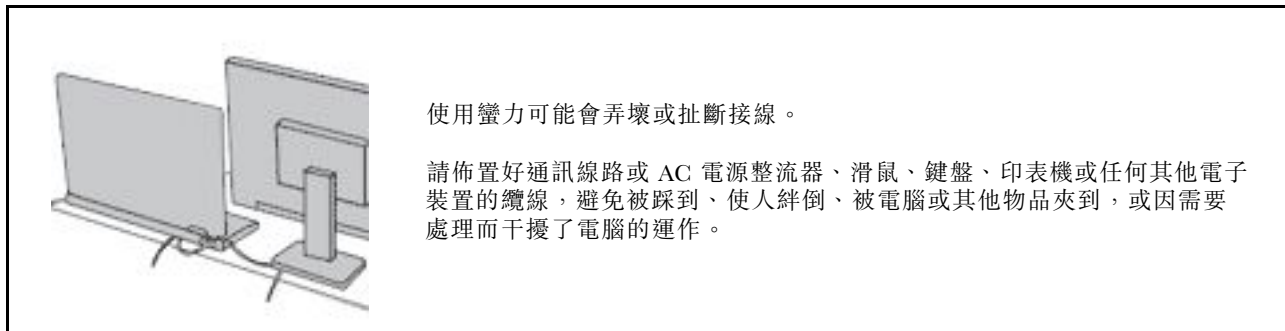 使用蠻力可能會弄壞或扯斷接線。
請佈置好通訊線路或 AC 電源整流器、滑鼠、鍵盤、印表機或任何其他電子
裝置的纜線，避免被踩到、使人絆倒、被電腦或其他物品夾到，或因需要
處理而干擾了電腦的運作。